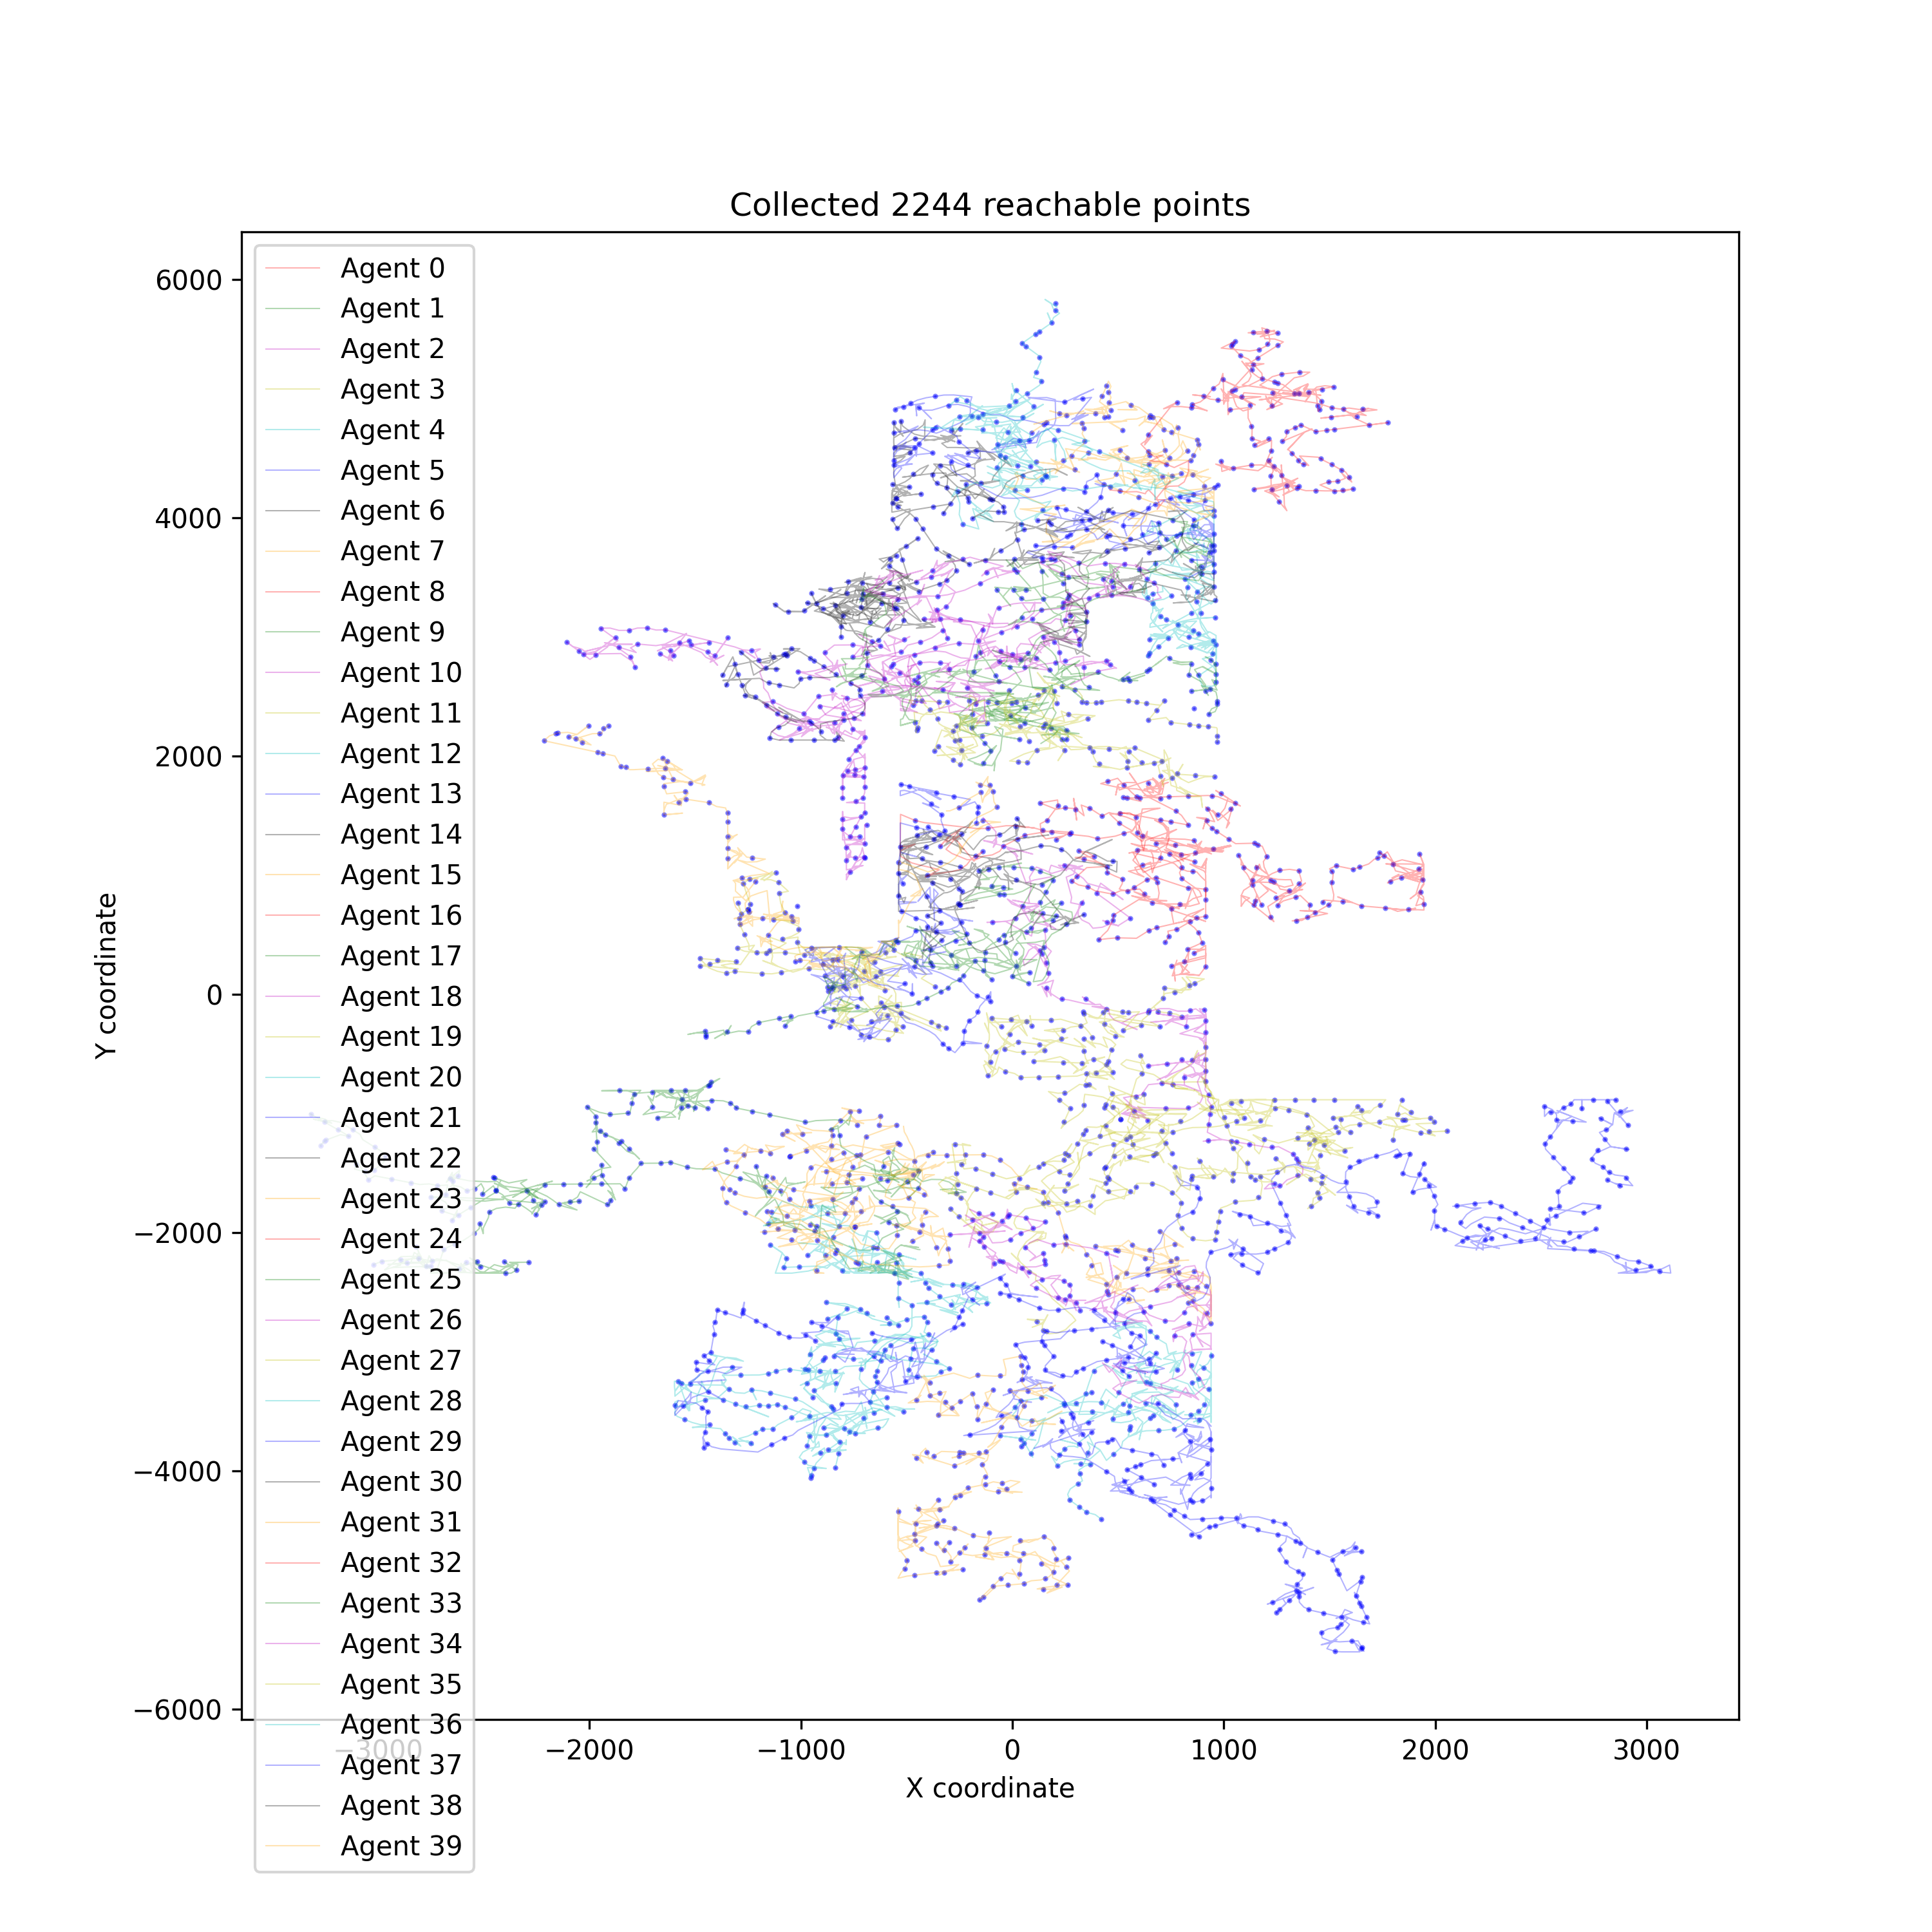 Collected 2244 reachable points
Agent 0
Agent 1
Agent 2
Agent 3
Agent 4
Agent 5
Agent 6
Agent 7
Agent 8
Agent 9
Agent 10
Agent 11
Agent 12
Agent 13
Agent 14
Agent 15
Agent 16
Agent 17
Agent 18
Agent 19
Agent 20
Agent 21
Agent 22
Agent 23
Agent 24
Agent 25
Agent 26
Agent 27
Agent 28
Agent 29
Agent 30
Agent 31
Agent 32
Agent 33
Agent 34
Agent 35
Agent 36
Agent 37
Agent 38
Agent 39
6000
4000
2000
0
−2000
−4000
−6000
Y coordinate
−3000
−2000
−1000
0
1000
2000
3000
X coordinate